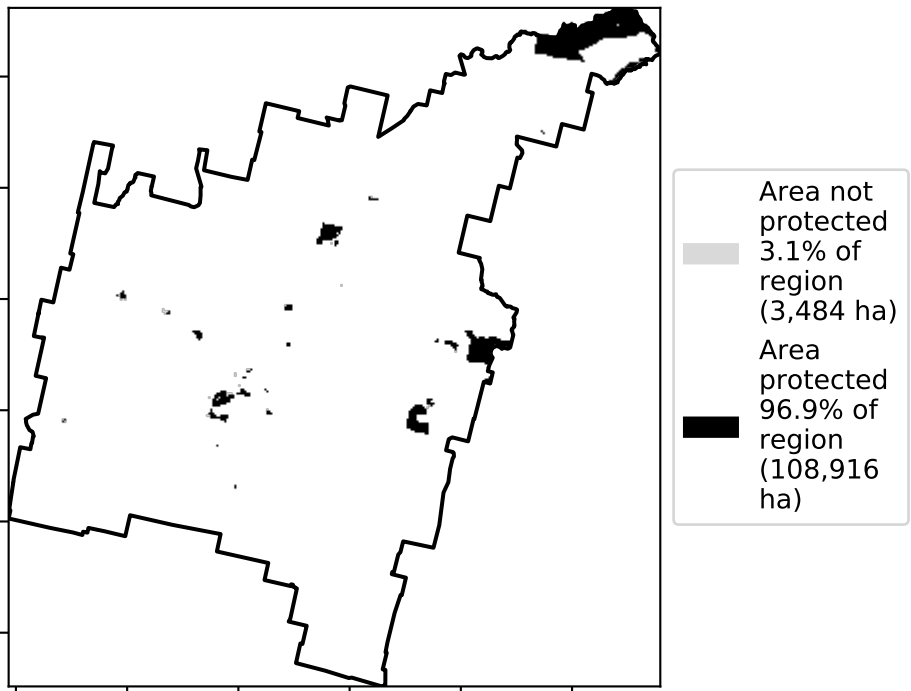 Area not
protected
3.1% of
region
(3,484 ha)
Area
protected
96.9% of
region
(108,916
ha)